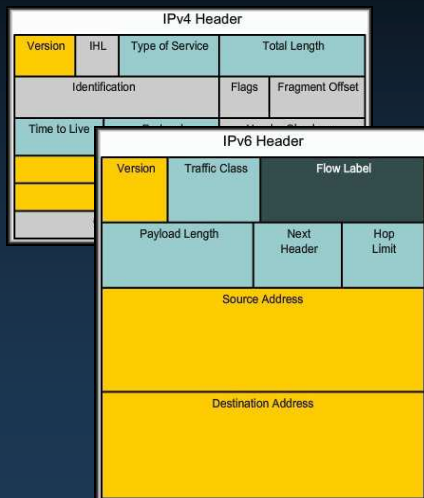 IPv4 Header
Version IHL Type of Service Total Length
Identification Flags Fragment Offset
Time to Live
IPv6 Header
Version Traffic Class Flow Label
Payload Length Next Header Hop Limit
Source Address
Destination Address